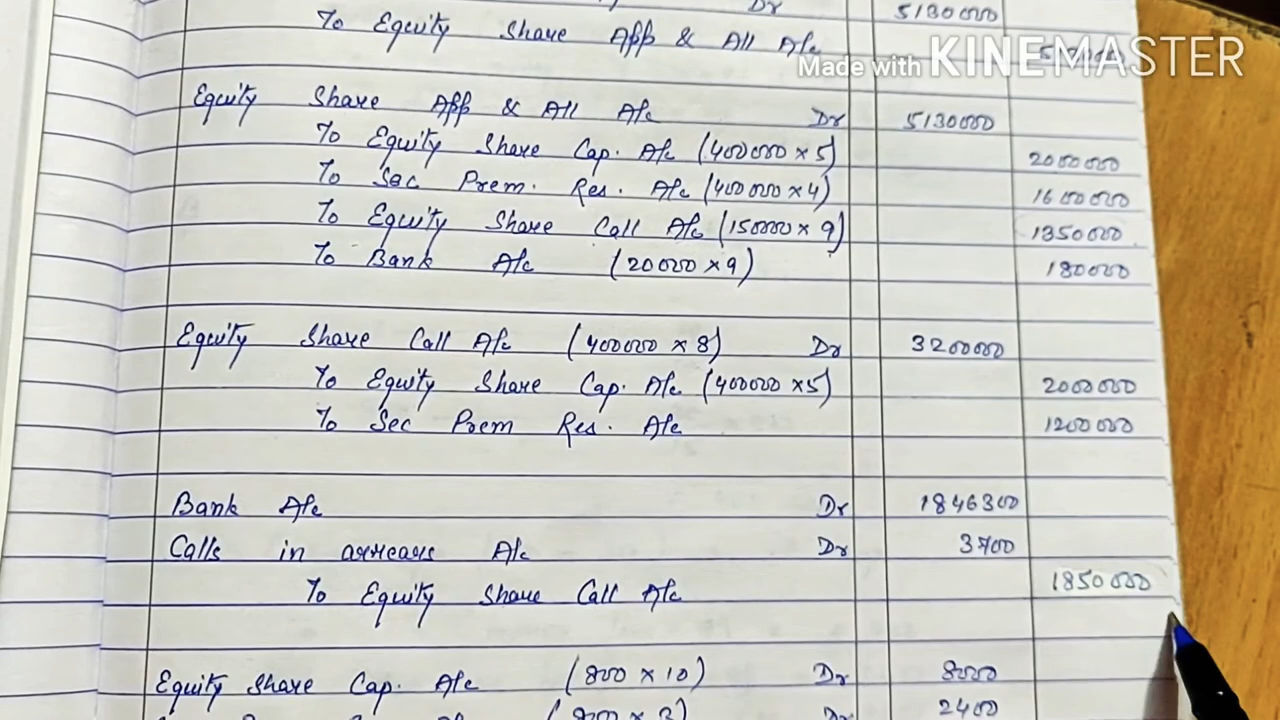 Dr 5130000
To Equity Share App & All A/c
Made with KINEMASTER
Equity Share App & All A/c Dr 5130000
To Equity Share Cap. A/c (400000 × 5) 2000000
To Sec Prem. Res. A/c (400000 × 4) 1600000
To Equity Share Call A/c (150000 × 9) 1350000
To Bank A/c (20000 × 9) 180000
Equity Share Call A/c (400000 × 8) Dr 3200000
To Equity Share Cap. A/c (400000 × 5) 2000000
To Sec Prem Res. A/c 1200000
Bank A/c Dr 1846300
Calls in arrears A/c Dr 3700
To Equity Share Call A/c 1850000
Equity Share Cap. A/c (800 × 10) Dr 8000
(800 × 3) Dr 2400